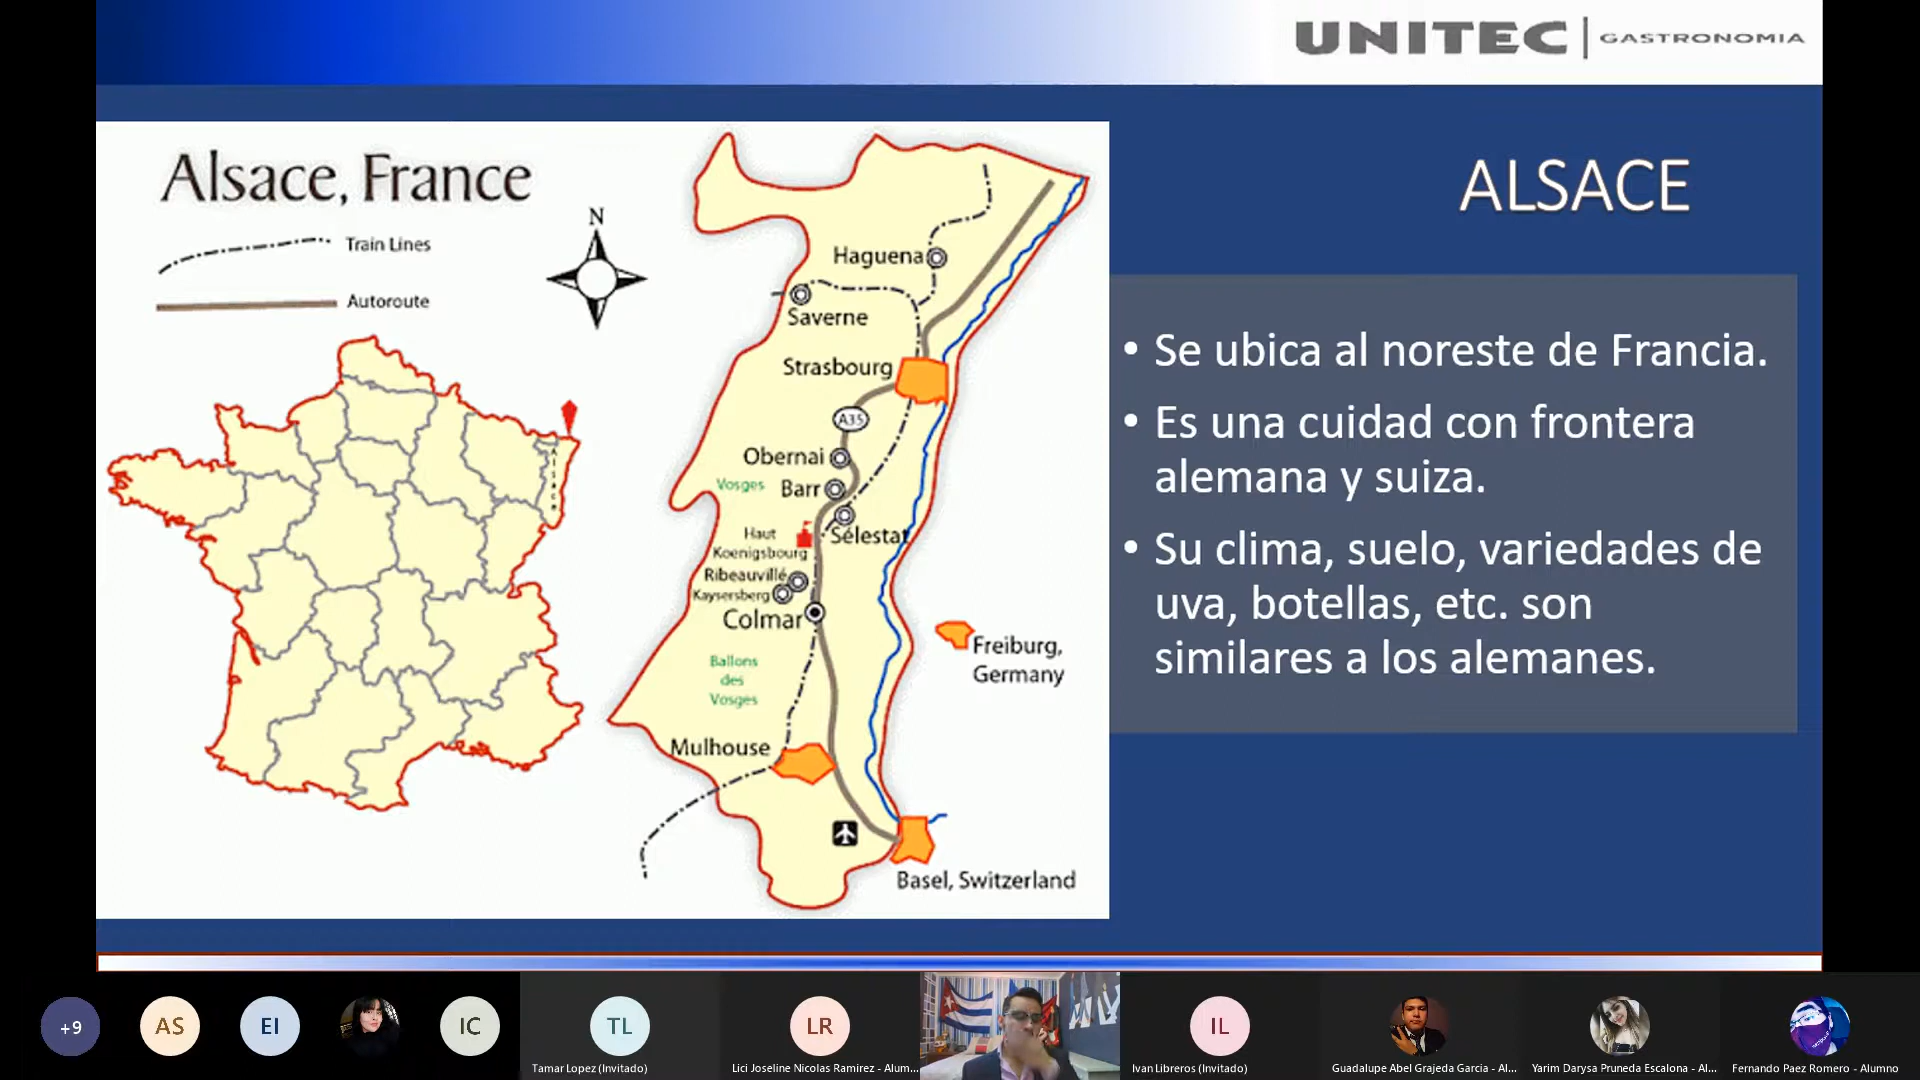 UNITEC | GASTRONOMIA
ALSACE
Alsace, France
Train Lines
Autoroute
N
Alsace
Haguena
Saverne
Strasbourg
A35
Obernai
Vosges
Barr
Sélestat
Haut
Koenigsbourg
Ribeauvillé
Kaysersberg
Colmar
Ballons
des
Vosges
Freiburg,
Germany
Mulhouse
Basel, Switzerland
• Se ubica al noreste de Francia.
• Es una cuidad con frontera
alemana y suiza.
• Su clima, suelo, variedades de
uva, botellas, etc. son
similares a los alemanes.
+9
AS
EI
IC
TL
Tamar Lopez (Invitado)
LR
Lici Joseline Nicolas Ramirez - Alum...
IL
Ivan Libreros (Invitado)
Guadalupe Abel Grajeda Garcia - Al...
Yarim Darysa Pruneda Escalona - Al...
Fernando Paez Romero - Alumno